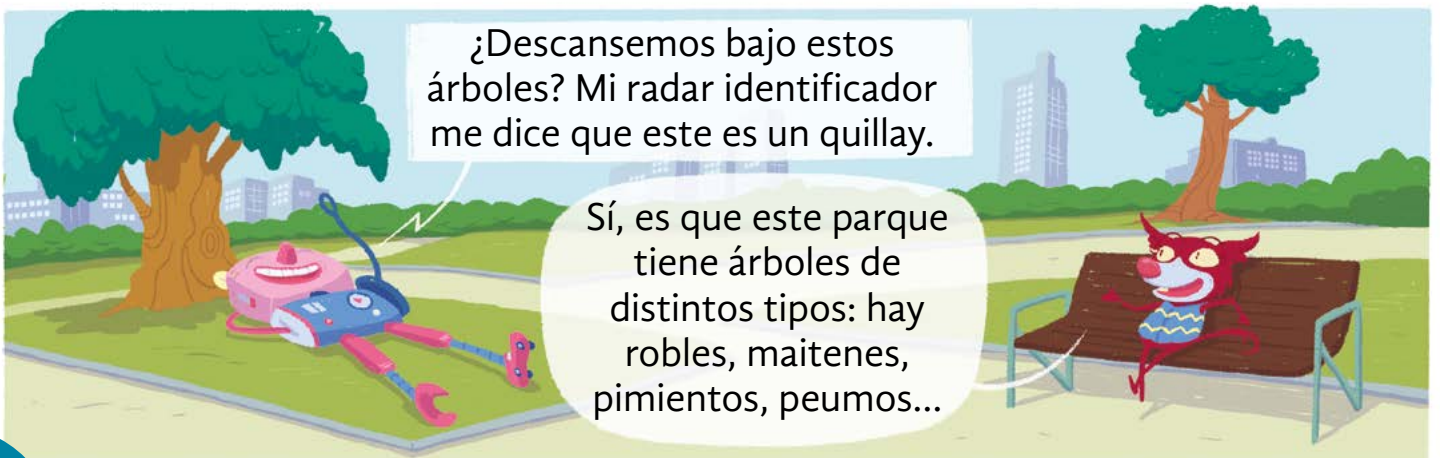 ¿Descansemos bajo estos
árboles? Mi radar identificador
me dice que este es un quillay.
Sí, es que este parque
tiene árboles de
distintos tipos: hay
robles, maitenes,
pimientos, peumos...